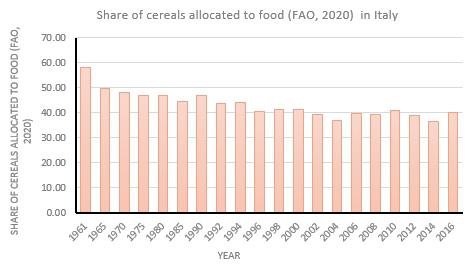 Share of cereals allocated to food (FAO, 2020)  in Italy
SHARE OF CEREALS ALLOCATED TO FOOD (FAO,
2020)
70.00
60.00
50.00
40.00
30.00
20.00
10.00
0.00
1961 1965 1970 1975 1980 1985 1990 1992 1994 1996 1998 2000 2002 2004 2006 2008 2010 2012 2014 2016
YEAR